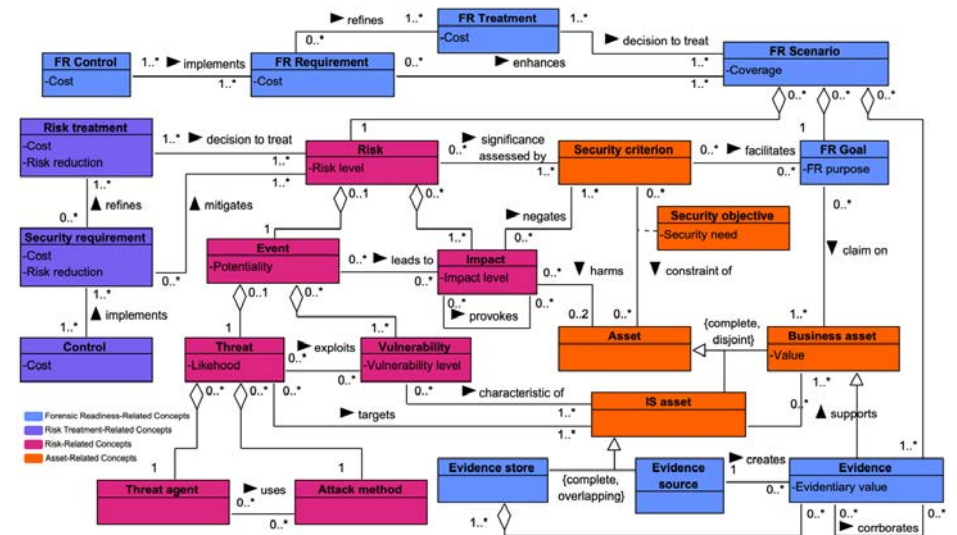 FR Treatment
-Cost
▶ refines
1..*
0..*
1..*
▶ decision to treat
1..*
FR Control
-Cost
1..*
▶ implements
1..*
FR Requirement
-Cost
0..*
▶ enhances
1..*
FR Scenario
-Coverage
0..*
0..*
0..*
Risk treatment
-Cost
-Risk reduction
1..*
▶ decision to treat
1..*
1
Risk
-Risk level
1..*
0..*
▶ significance
assessed by
1..*
Security criterion
0..*
▶ facilitates
0..*
1
FR Goal
-FR purpose
1..*
▲ refines
0..*
▲ mitigates
0..1
0..*
1..*
0..*
▶ negates
0..*
Security objective
-Security need
0..*
▼ claim on
1..*
Security requirement
-Cost
-Risk reduction
0..*
1..*
▲ implements
1..*
1
Event
-Potentiality
0..*
▶ leads to
0..*
1..*
Impact
-Impact level
0..*
0..*
▶ provokes
0..*
▼ harms
0..2
▼ constraint of
0..*
0..1
0..*
1
1..*
Control
-Cost
Threat
-Likehood
0..*
▶ exploits
0..*
Vulnerability
-Vulnerability level
Asset
{complete,
disjoint}
Business asset
-Value
0..*
0..*
0..*
▶ targets
1..*
0..*
▶ characteristic of
1..*
IS asset
0..*
▲ supports
1..*
Forensic Readiness-Related Concepts
Risk Treatment-Related Concepts
Risk-Related Concepts
Asset-Related Concepts
1
1
Threat agent
0..*
▶ uses
0..*
Attack method
Evidence store
1..*
{complete,
overlapping}
Evidence
source
1
▶ creates
0..*
1..*
Evidence
-Evidentiary value
0..*
0..*
▶ corrborates
0..*